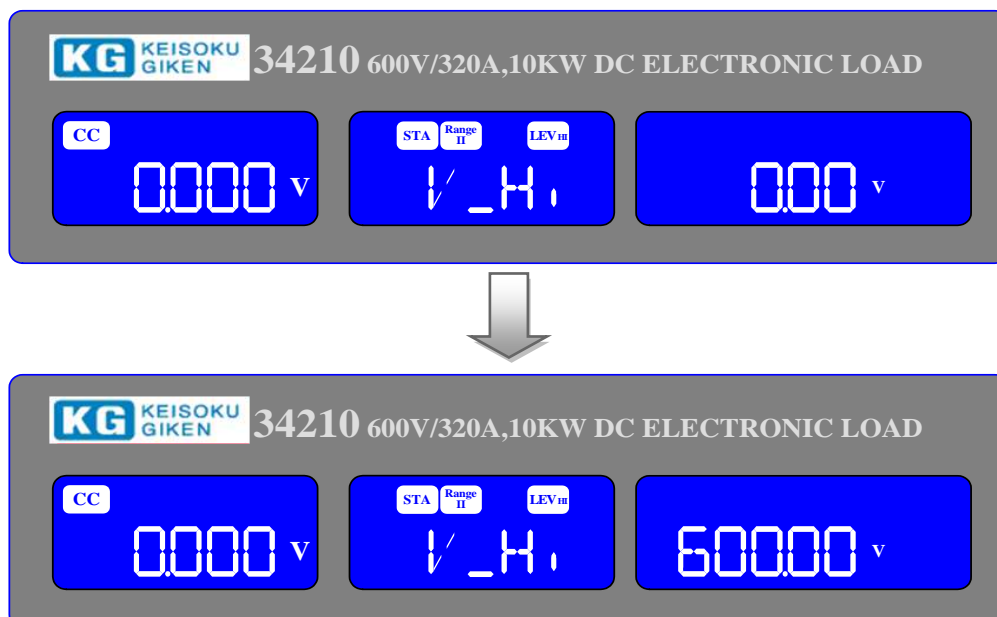 KG KEISOKU GIKEN 34210 600V/320A,10KW DC ELECTRONIC LOAD
CC STA Range II LEV HI
0.000 V V_Hi 0.00 V
KG KEISOKU GIKEN 34210 600V/320A,10KW DC ELECTRONIC LOAD
CC STA Range II LEV HI
0.000 V V_Hi 600.00 V